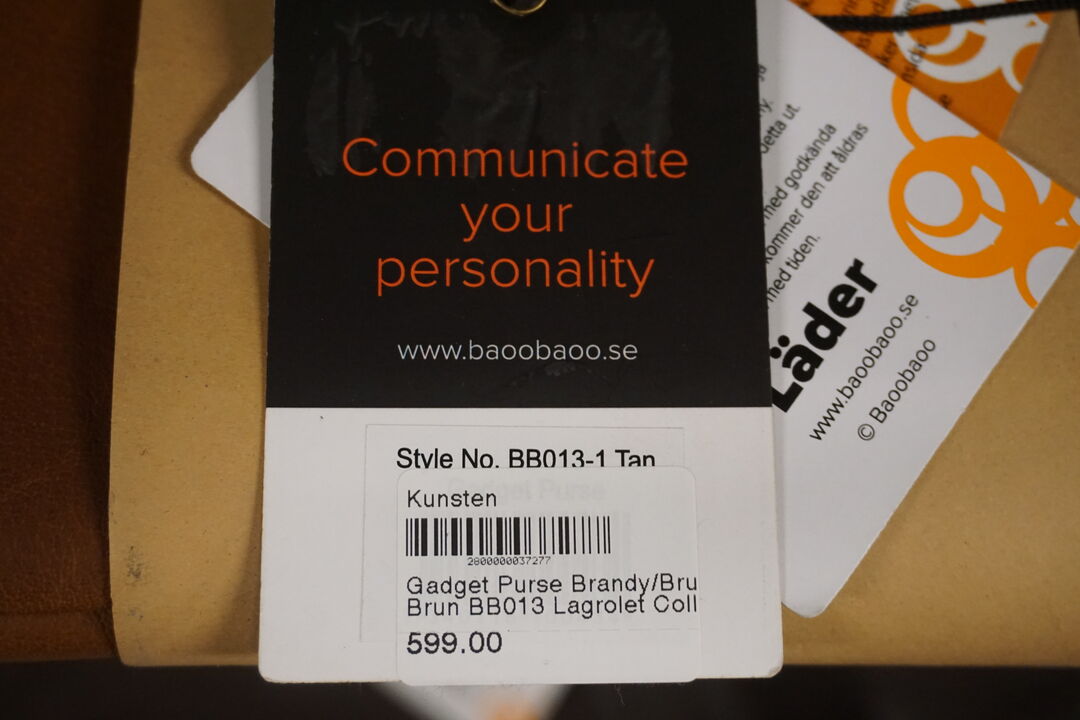 Communicate
your
personality
www.baoobaoo.se
Style No. BB013-1 Tan
Gadget Purse
Kunsten
2800000037277
Gadget Purse Brandy/Bru
Brun BB013 Lagrolet Coll
599.00
detta ut.
med godkända
kommer den att åldras
med tiden.
Läder
www.baoobaoo.se
© Baoobaoo